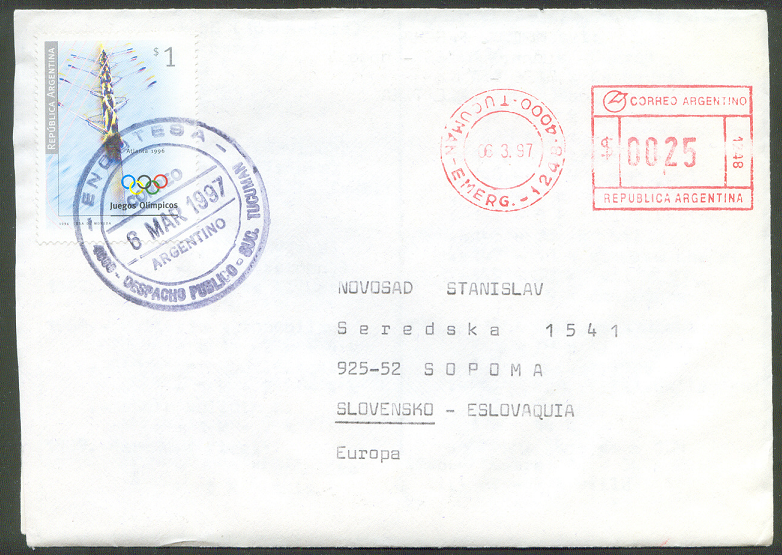 REPÚBLICA ARGENTINA
$1
Atlanta 1996
Juegos Olímpicos
ENCOTESA
CORREO
6 MAR 1997
ARGENTINO
4000 - DESPACHO PUBLICO - SUC. TUCUMAN
4000-TUCUMAN-EMERG.-1248
06 3.97
CORREO ARGENTINO
$ 0025
1248
REPUBLICA ARGENTINA
NOVOSAD STANISLAV
Seredska 1541
925-52 SOPOMA
SLOVENSKO - ESLOVAQUIA
Europa